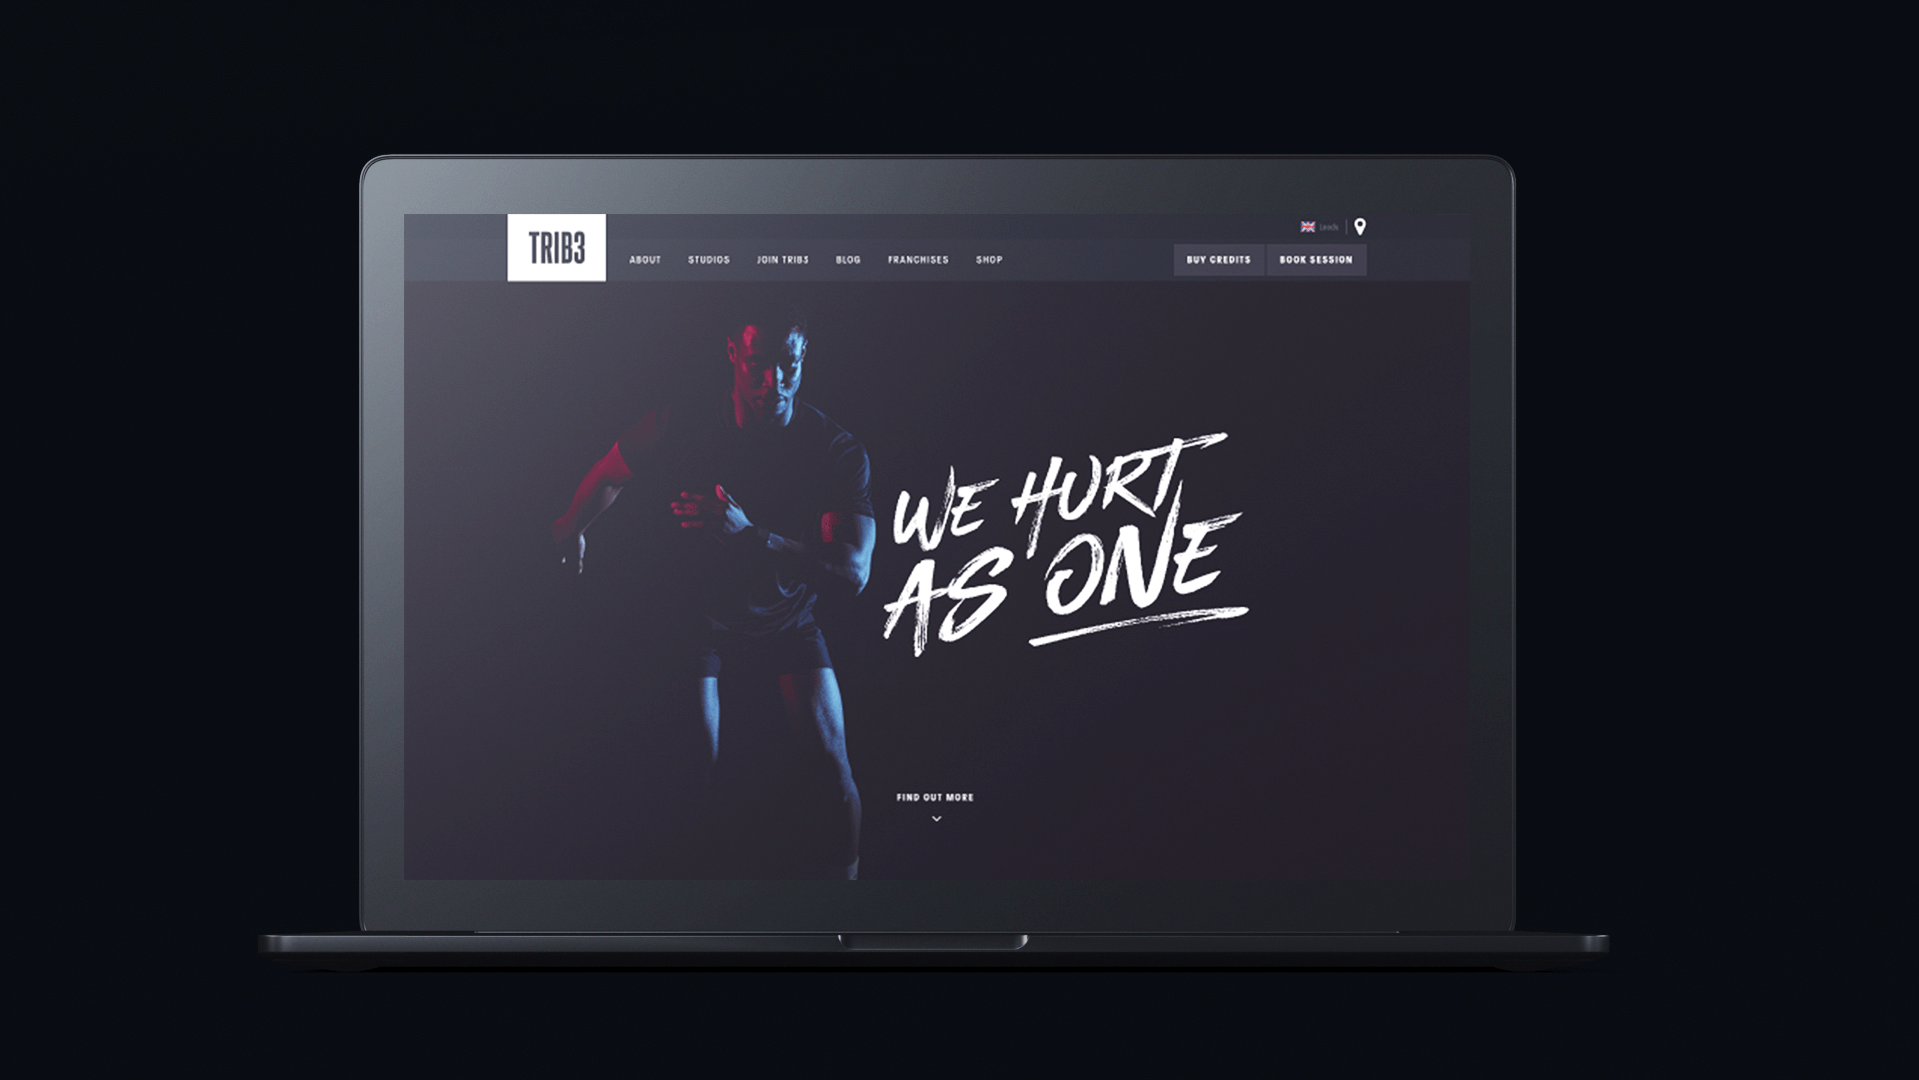 TRIB3
Leeds
ABOUT STUDIOS JOIN TRIB3 BLOG FRANCHISES SHOP
BUY CREDITS BOOK SESSION
WE HURT
AS ONE
FIND OUT MORE